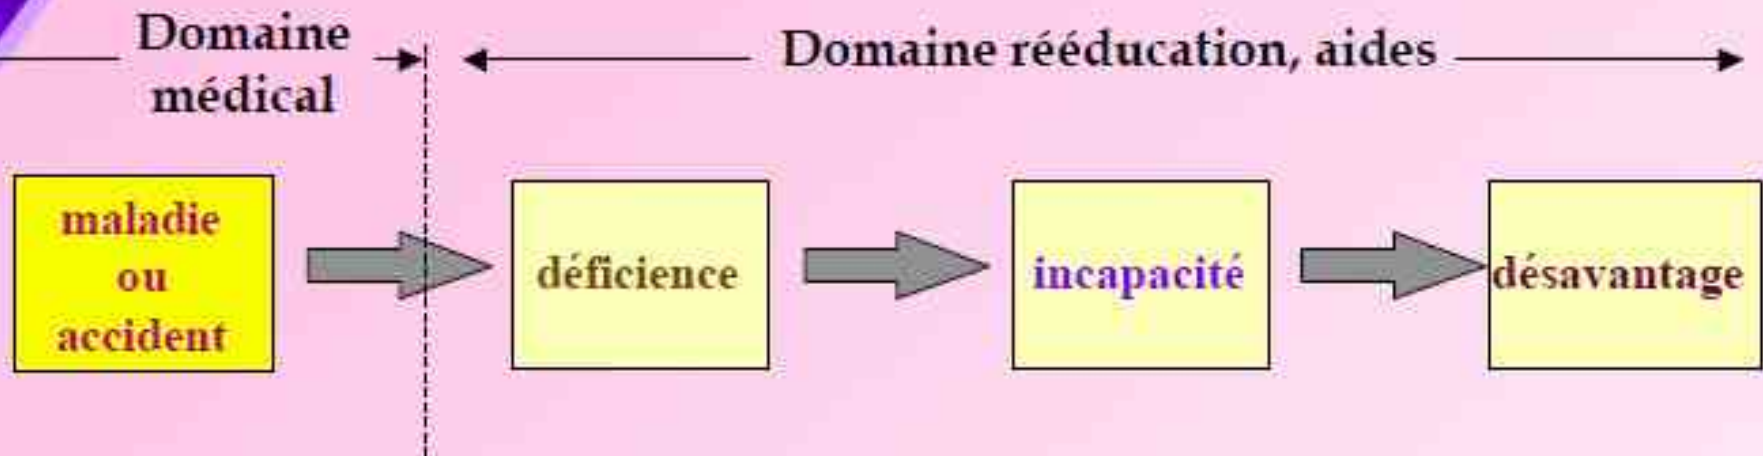 Domaine
médical
Domaine rééducation, aides
maladie
ou
accident
déficience
incapacité
désavantage